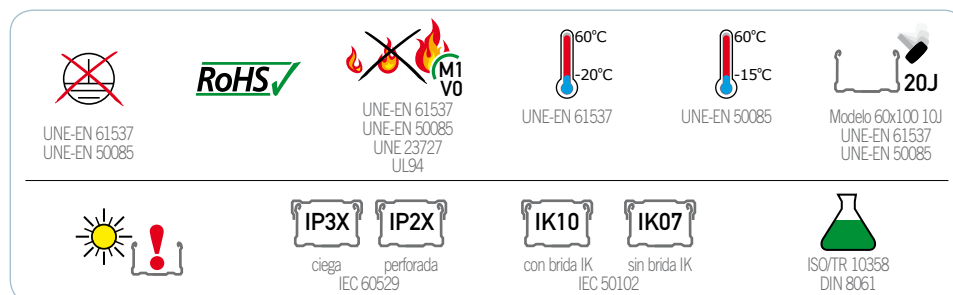 UNE-EN 61537
UNE-EN 50085
RoHS
M1
V0
UNE-EN 61537
UNE-EN 50085
UNE 23727
UL94
60°C
-20°C
UNE-EN 61537
60°C
-15°C
UNE-EN 50085
20J
Modelo 60x100 10J
UNE-EN 61537
UNE-EN 50085
IP3X
IP2X
ciega
perforada
IEC 60529
IK10
IK07
con brida IK
sin brida IK
IEC 50102
ISO/TR 10358
DIN 8061